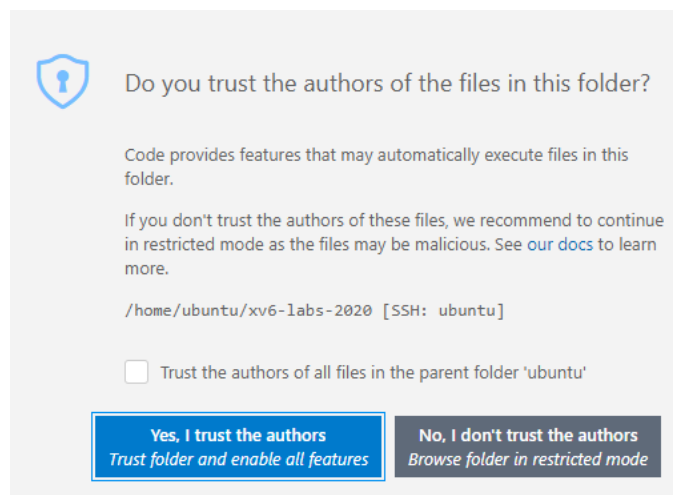 Do you trust the authors of the files in this folder?
Code provides features that may automatically execute files in this
folder.
If you don't trust the authors of these files, we recommend to continue
in restricted mode as the files may be malicious. See our docs to learn
more.
/home/ubuntu/xv6-labs-2020 [SSH: ubuntu]
Trust the authors of all files in the parent folder 'ubuntu'
Yes, I trust the authors
Trust folder and enable all features
No, I don't trust the authors
Browse folder in restricted mode